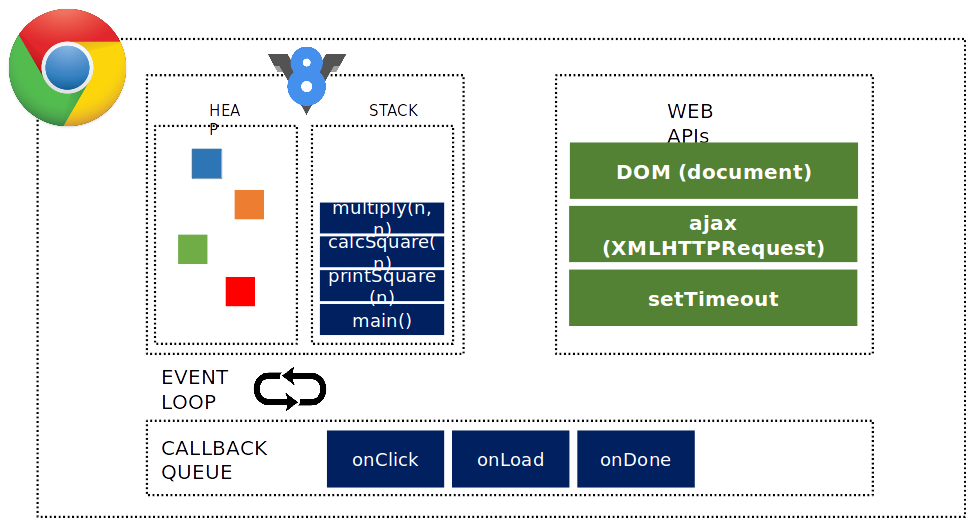 HEA
P
STACK
multiply(n,
n)
calcSquare(
n)
printSquare
(n)
main()
WEB
APIs
DOM (document)
ajax
(XMLHTTPRequest)
setTimeout
EVENT
LOOP
CALLBACK
QUEUE
onClick
onLoad
onDone